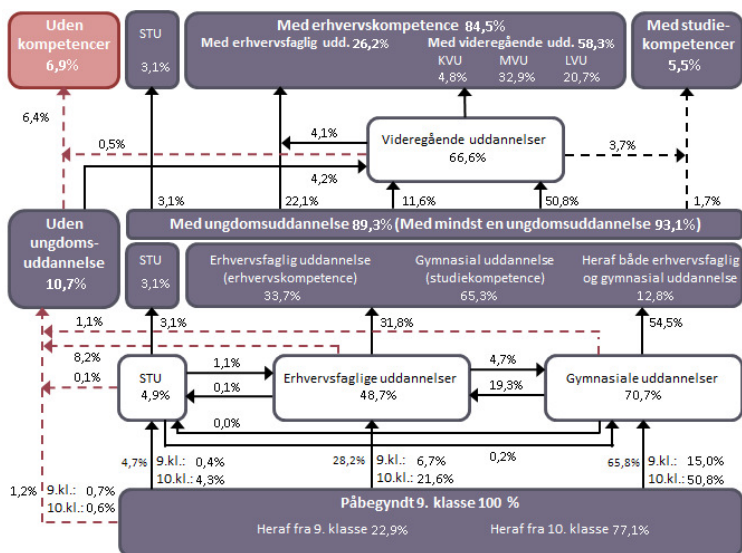 Uden
kompetencer
6,9%
STU
3,1%
Med erhvervskompetence 84,5%
Med erhvervsfaglig udd. 26,2%
Med videregående udd. 58,3%
KVU MVU LVU
4,8% 32,9% 20,7%
Med studie-
kompetencer
5,5%
6,4%
0,5%
4,1%
4,2%
Videregående uddannelser
66,6%
3,7%
3,1%
22,1%
11,6%
50,8%
1,7%
Uden
ungdoms-
uddannelse
10,7%
Med ungdomsuddannelse 89,3% (Med mindst en ungdomsuddannelse 93,1%)
STU
3,1%
Erhvervsfaglig uddannelse
(erhvervskompetence)
33,7%
Gymnasial uddannelse
(studiekompetence)
65,3%
Heraf både erhvervsfaglig
og gymnasial uddannelse
12,8%
1,1%
3,1%
31,8%
54,5%
8,2%
0,1%
STU
4,9%
1,1%
0,1%
Erhvervsfaglige uddannelser
48,7%
4,7%
19,3%
Gymnasiale uddannelser
70,7%
0,0%
0,2%
4,7%
9.kl.: 0,4%
10.kl.: 4,3%
28,2%
9.kl.: 6,7%
10.kl.: 21,6%
65,8%
9.kl.: 15,0%
10.kl.: 50,8%
1,2%
9.kl.: 0,7%
10.kl.: 0,6%
Påbegyndt 9. klasse 100 %
Heraf fra 9. klasse 22,9%
Heraf fra 10. klasse 77,1%